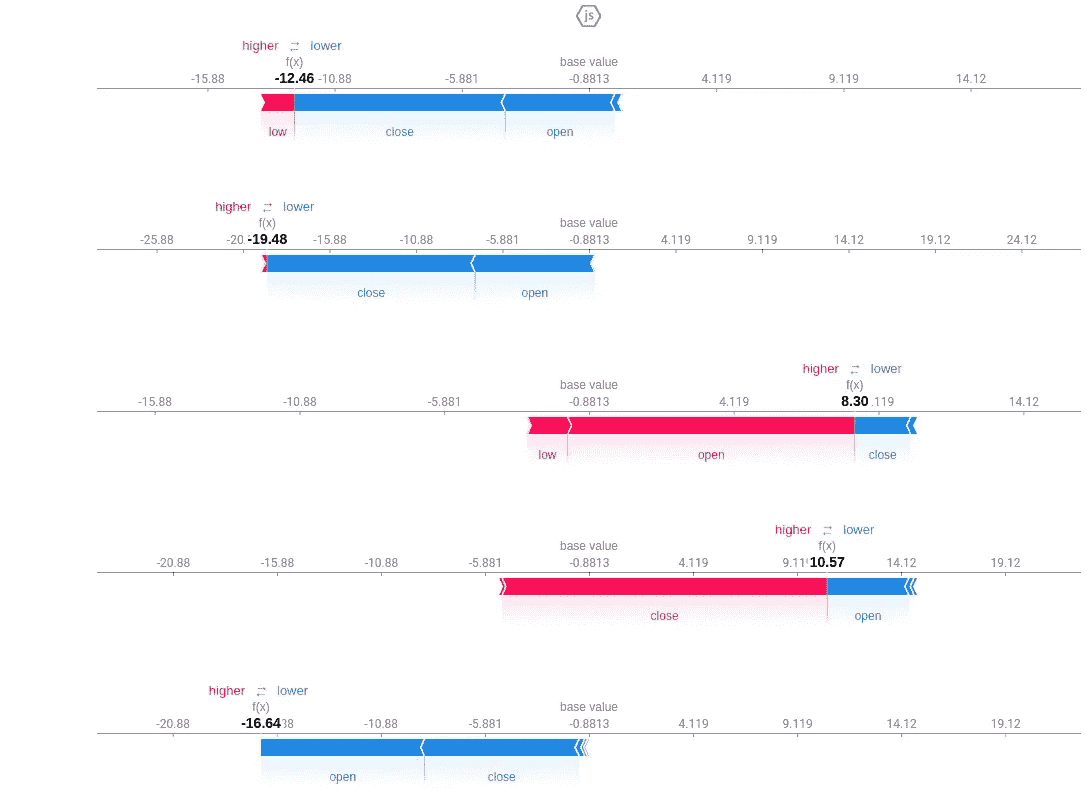 js
higher lower
f(x) base value
-15.88 -12.46 -10.88 -5.881 -0.8813 4.119 9.119 14.12
low close open
higher lower
f(x) base value
-25.88 -20 -19.48 -15.88 -10.88 -5.881 -0.8813 4.119 9.119 14.12 19.12 24.12
close open
higher lower
base value f(x)
-15.88 -10.88 -5.881 -0.8813 4.119 8.30 .119 14.12
low open close
higher lower
base value f(x)
-20.88 -15.88 -10.88 -5.881 -0.8813 4.119 9.11 10.57 14.12 19.12
close open
higher lower
f(x) base value
-20.88 -16.64 38 -10.88 -5.881 -0.8813 4.119 9.119 14.12 19.12
open close